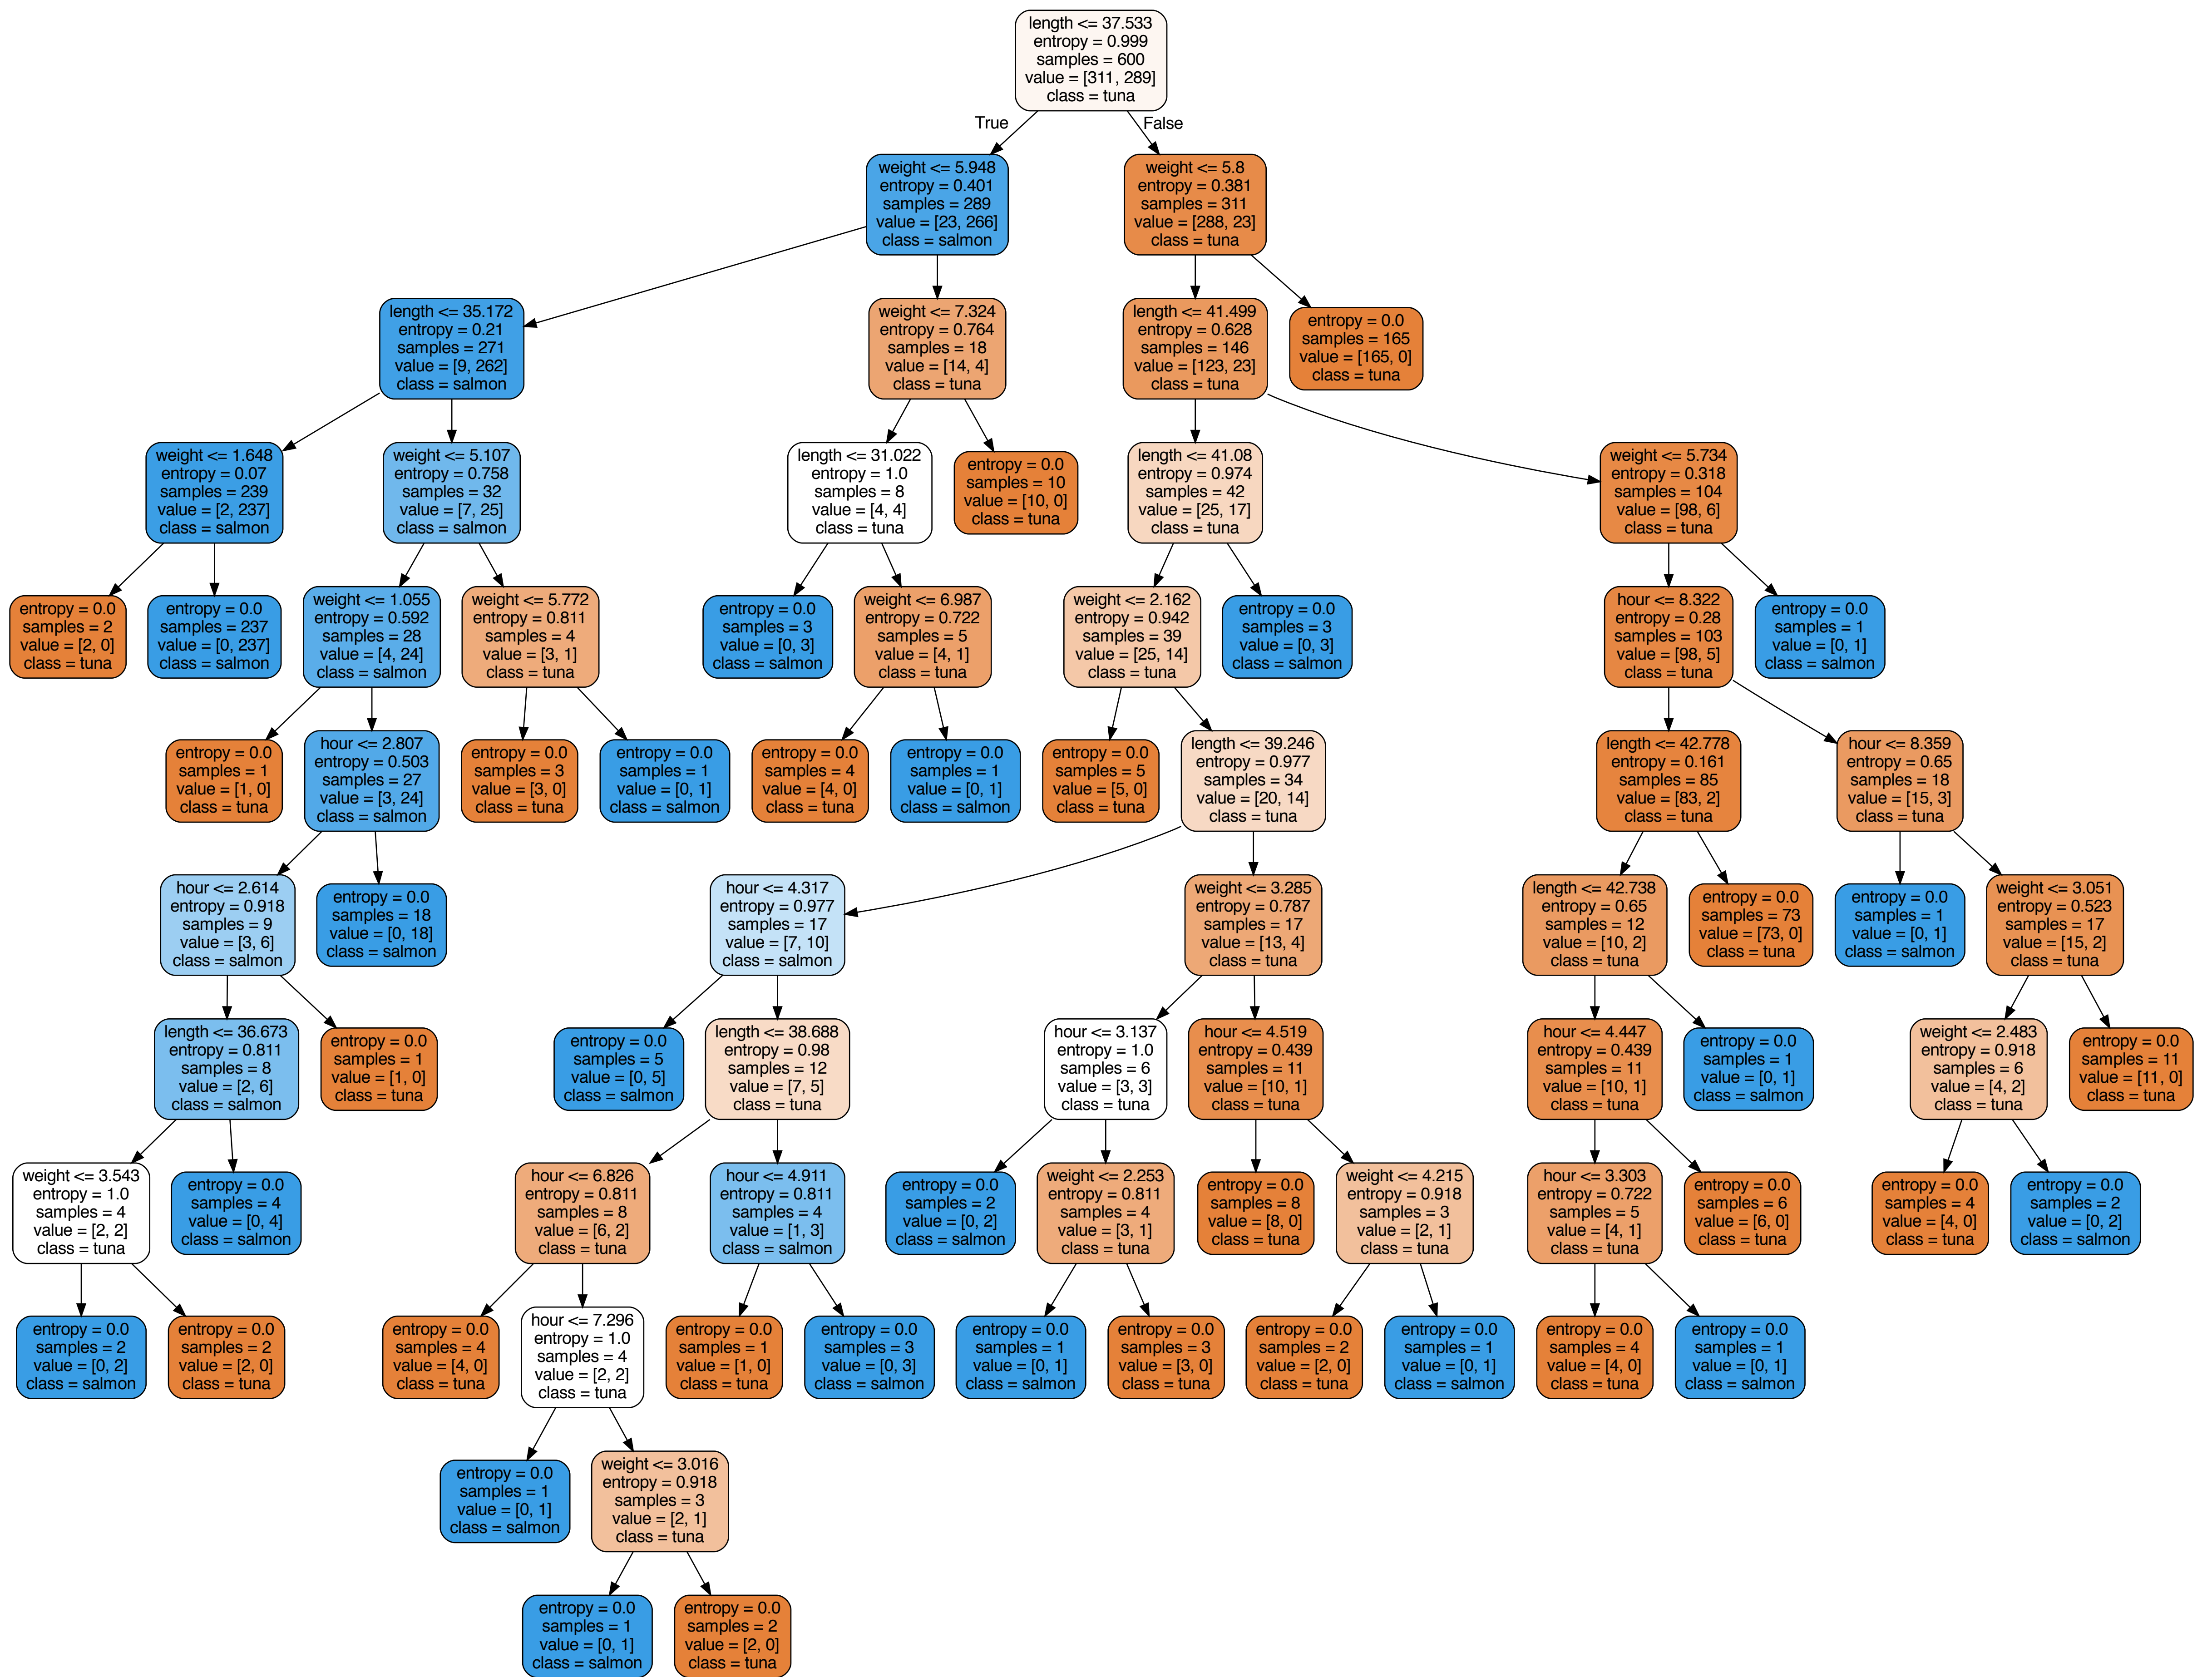 length <= 37.533
entropy = 0.999
samples = 600
value = [311, 289]
class = tuna
True
False
weight <= 5.948
entropy = 0.401
samples = 289
value = [23, 266]
class = salmon
weight <= 5.8
entropy = 0.381
samples = 311
value = [288, 23]
class = tuna
length <= 35.172
entropy = 0.21
samples = 271
value = [9, 262]
class = salmon
weight <= 7.324
entropy = 0.764
samples = 18
value = [14, 4]
class = tuna
length <= 41.499
entropy = 0.628
samples = 146
value = [123, 23]
class = tuna
entropy = 0.0
samples = 165
value = [165, 0]
class = tuna
weight <= 1.648
entropy = 0.07
samples = 239
value = [2, 237]
class = salmon
weight <= 5.107
entropy = 0.758
samples = 32
value = [7, 25]
class = salmon
length <= 31.022
entropy = 1.0
samples = 8
value = [4, 4]
class = tuna
entropy = 0.0
samples = 10
value = [10, 0]
class = tuna
length <= 41.08
entropy = 0.974
samples = 42
value = [25, 17]
class = tuna
weight <= 5.734
entropy = 0.318
samples = 104
value = [98, 6]
class = tuna
entropy = 0.0
samples = 2
value = [2, 0]
class = tuna
entropy = 0.0
samples = 237
value = [0, 237]
class = salmon
weight <= 1.055
entropy = 0.592
samples = 28
value = [4, 24]
class = salmon
weight <= 5.772
entropy = 0.811
samples = 4
value = [3, 1]
class = tuna
entropy = 0.0
samples = 3
value = [0, 3]
class = salmon
weight <= 6.987
entropy = 0.722
samples = 5
value = [4, 1]
class = tuna
weight <= 2.162
entropy = 0.942
samples = 39
value = [25, 14]
class = tuna
entropy = 0.0
samples = 3
value = [0, 3]
class = salmon
hour <= 8.322
entropy = 0.28
samples = 103
value = [98, 5]
class = tuna
entropy = 0.0
samples = 1
value = [0, 1]
class = salmon
entropy = 0.0
samples = 1
value = [1, 0]
class = tuna
hour <= 2.807
entropy = 0.503
samples = 27
value = [3, 24]
class = salmon
entropy = 0.0
samples = 3
value = [3, 0]
class = tuna
entropy = 0.0
samples = 1
value = [0, 1]
class = salmon
entropy = 0.0
samples = 4
value = [4, 0]
class = tuna
entropy = 0.0
samples = 1
value = [0, 1]
class = salmon
entropy = 0.0
samples = 5
value = [5, 0]
class = tuna
length <= 39.246
entropy = 0.977
samples = 34
value = [20, 14]
class = tuna
length <= 42.778
entropy = 0.161
samples = 85
value = [83, 2]
class = tuna
hour <= 8.359
entropy = 0.65
samples = 18
value = [15, 3]
class = tuna
hour <= 2.614
entropy = 0.918
samples = 9
value = [3, 6]
class = salmon
entropy = 0.0
samples = 18
value = [0, 18]
class = salmon
hour <= 4.317
entropy = 0.977
samples = 17
value = [7, 10]
class = salmon
weight <= 3.285
entropy = 0.787
samples = 17
value = [13, 4]
class = tuna
length <= 42.738
entropy = 0.65
samples = 12
value = [10, 2]
class = tuna
entropy = 0.0
samples = 73
value = [73, 0]
class = tuna
entropy = 0.0
samples = 1
value = [0, 1]
class = salmon
weight <= 3.051
entropy = 0.523
samples = 17
value = [15, 2]
class = tuna
length <= 36.673
entropy = 0.811
samples = 8
value = [2, 6]
class = salmon
entropy = 0.0
samples = 1
value = [1, 0]
class = tuna
entropy = 0.0
samples = 5
value = [0, 5]
class = salmon
length <= 38.688
entropy = 0.98
samples = 12
value = [7, 5]
class = tuna
hour <= 3.137
entropy = 1.0
samples = 6
value = [3, 3]
class = tuna
hour <= 4.519
entropy = 0.439
samples = 11
value = [10, 1]
class = tuna
hour <= 4.447
entropy = 0.439
samples = 11
value = [10, 1]
class = tuna
entropy = 0.0
samples = 1
value = [0, 1]
class = salmon
weight <= 2.483
entropy = 0.918
samples = 6
value = [4, 2]
class = tuna
entropy = 0.0
samples = 11
value = [11, 0]
class = tuna
weight <= 3.543
entropy = 1.0
samples = 4
value = [2, 2]
class = tuna
entropy = 0.0
samples = 4
value = [0, 4]
class = salmon
hour <= 6.826
entropy = 0.811
samples = 8
value = [6, 2]
class = tuna
hour <= 4.911
entropy = 0.811
samples = 4
value = [1, 3]
class = salmon
entropy = 0.0
samples = 2
value = [0, 2]
class = salmon
weight <= 2.253
entropy = 0.811
samples = 4
value = [3, 1]
class = tuna
entropy = 0.0
samples = 8
value = [8, 0]
class = tuna
weight <= 4.215
entropy = 0.918
samples = 3
value = [2, 1]
class = tuna
hour <= 3.303
entropy = 0.722
samples = 5
value = [4, 1]
class = tuna
entropy = 0.0
samples = 6
value = [6, 0]
class = tuna
entropy = 0.0
samples = 4
value = [4, 0]
class = tuna
entropy = 0.0
samples = 2
value = [0, 2]
class = salmon
entropy = 0.0
samples = 2
value = [0, 2]
class = salmon
entropy = 0.0
samples = 2
value = [2, 0]
class = tuna
entropy = 0.0
samples = 4
value = [4, 0]
class = tuna
hour <= 7.296
entropy = 1.0
samples = 4
value = [2, 2]
class = tuna
entropy = 0.0
samples = 1
value = [1, 0]
class = tuna
entropy = 0.0
samples = 3
value = [0, 3]
class = salmon
entropy = 0.0
samples = 1
value = [0, 1]
class = salmon
entropy = 0.0
samples = 3
value = [3, 0]
class = tuna
entropy = 0.0
samples = 2
value = [2, 0]
class = tuna
entropy = 0.0
samples = 1
value = [0, 1]
class = salmon
entropy = 0.0
samples = 4
value = [4, 0]
class = tuna
entropy = 0.0
samples = 1
value = [0, 1]
class = salmon
entropy = 0.0
samples = 1
value = [0, 1]
class = salmon
weight <= 3.016
entropy = 0.918
samples = 3
value = [2, 1]
class = tuna
entropy = 0.0
samples = 1
value = [0, 1]
class = salmon
entropy = 0.0
samples = 2
value = [2, 0]
class = tuna